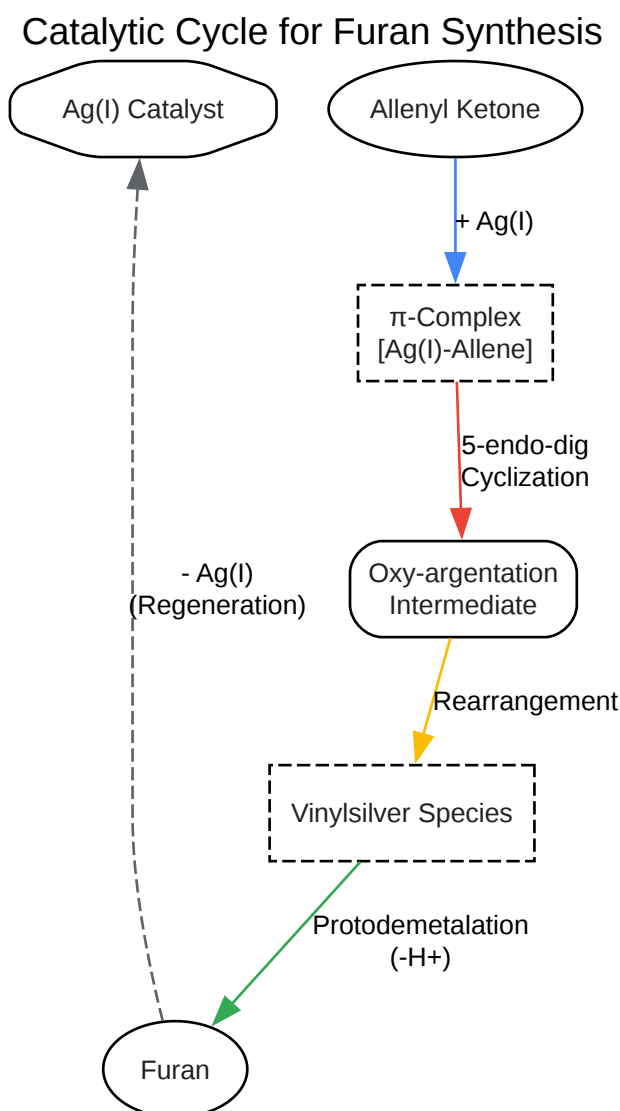 Catalytic Cycle for Furan Synthesis
Ag(I) Catalyst
Allenyl Ketone
+ Ag(I)
π-Complex
[Ag(I)-Allene]
5-endo-dig
Cyclization
Oxy-argentation
Intermediate
- Ag(I)
(Regeneration)
Rearrangement
Vinylsilver Species
Protodemetalation
(-H+)
Furan